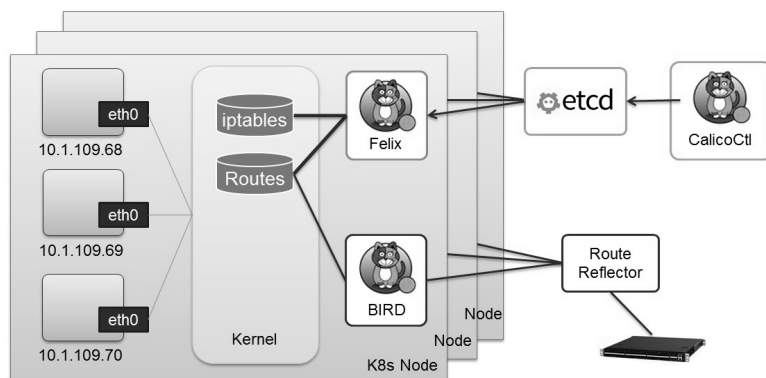 eth0
10.1.109.68
eth0
10.1.109.69
eth0
10.1.109.70
iptables
Routes
Kernel
Felix
BIRD
K8s Node
Node
Node
etcd
CalicoCtl
Route
Reflector